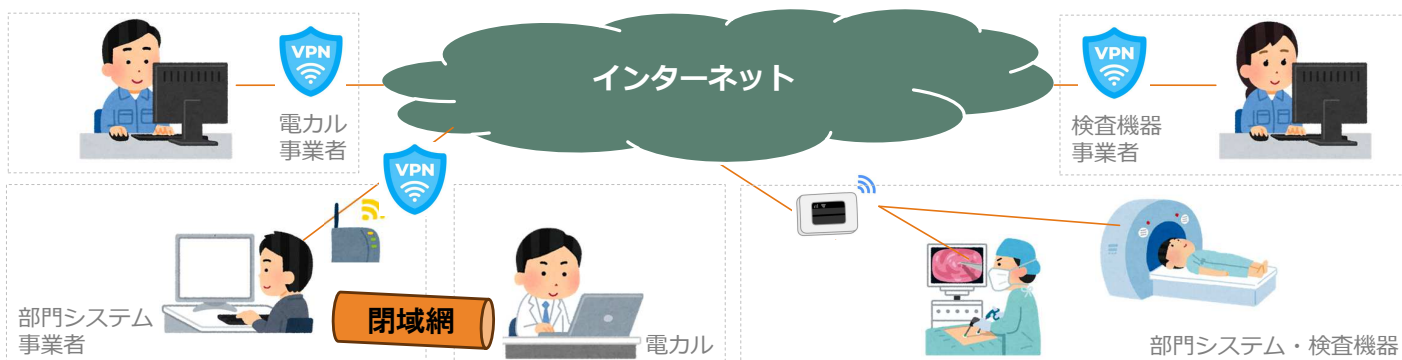 インターネット
VPN
電カル
事業者
VPN
検査機器
事業者
VPN
部門システム
事業者
閉域網
電カル
部門システム・検査機器